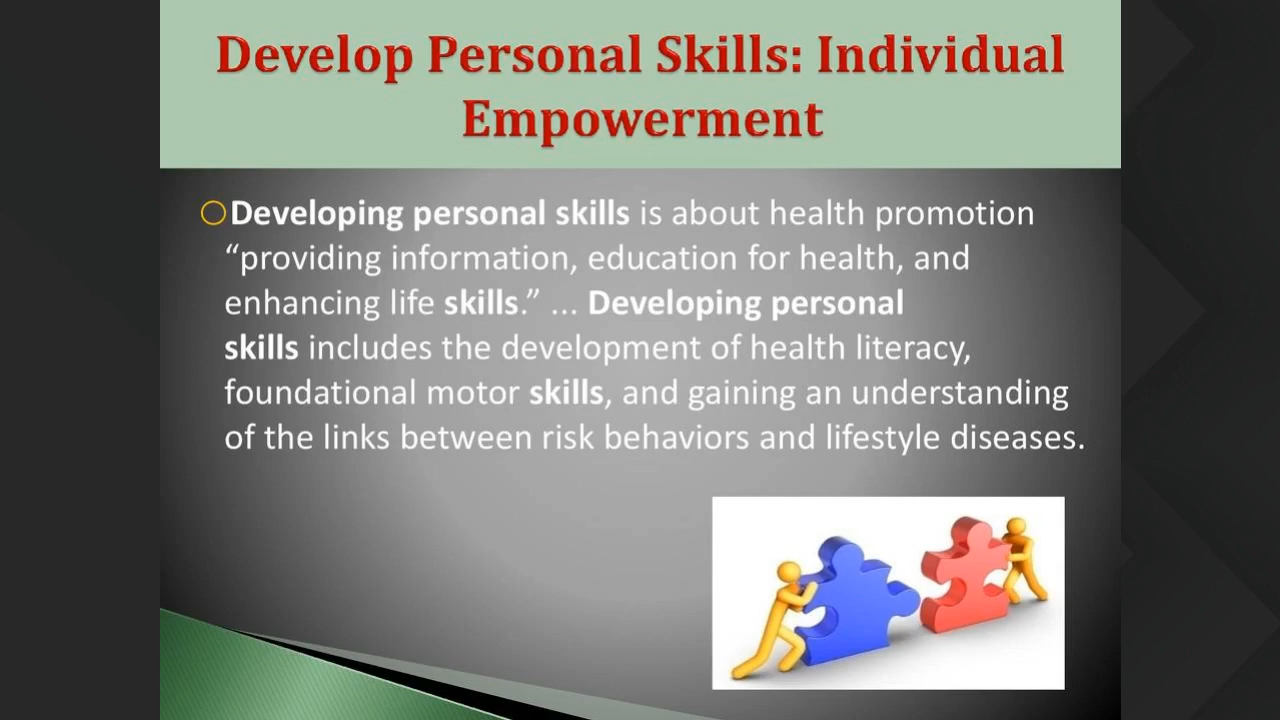 Develop Personal Skills: Individual
Empowerment
Developing personal skills is about health promotion
“providing information, education for health, and
enhancing life skills.” ... Developing personal
skills includes the development of health literacy,
foundational motor skills, and gaining an understanding
of the links between risk behaviors and lifestyle diseases.